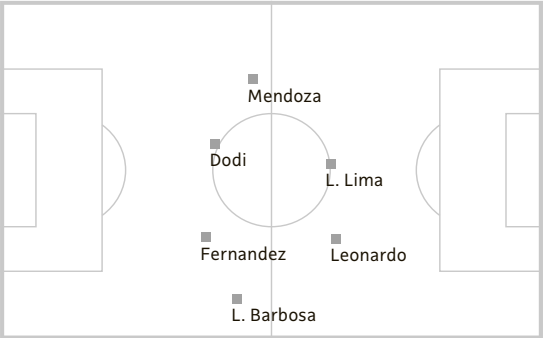 Mendoza
Dodi
L. Lima
Fernandez
Leonardo
L. Barbosa